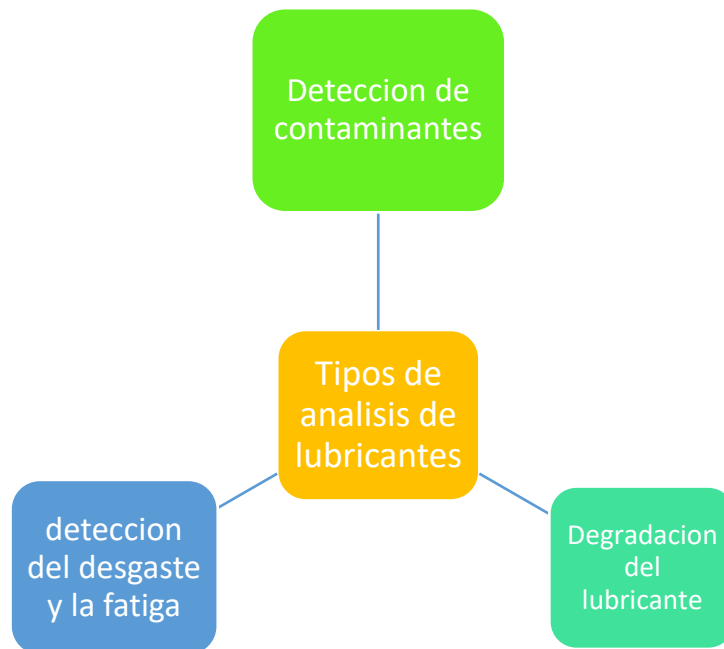 Deteccion de
contaminantes
Tipos de
analisis de
lubricantes
deteccion
del desgaste
y la fatiga
Degradacion
del
lubricante